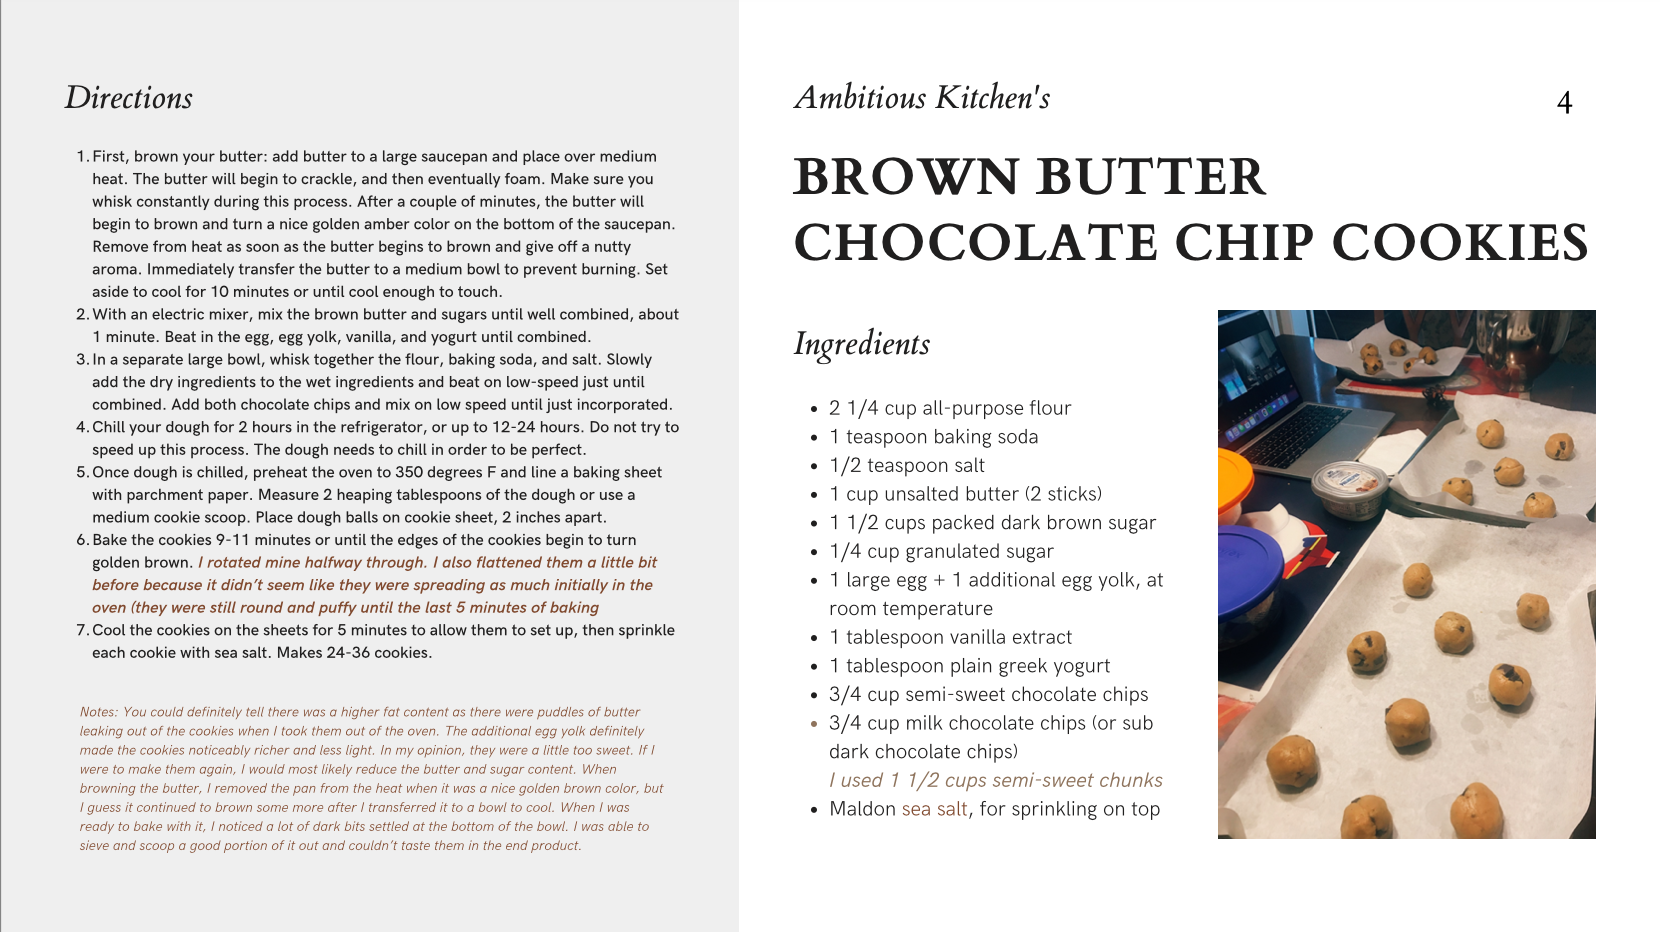 Directions
1. First, brown your butter: add butter to a large saucepan and place over medium
heat. The butter will begin to crackle, and then eventually foam. Make sure you
whisk constantly during this process. After a couple of minutes, the butter will
begin to brown and turn a nice golden amber color on the bottom of the saucepan.
Remove from heat as soon as the butter begins to brown and give off a nutty
aroma. Immediately transfer the butter to a medium bowl to prevent burning. Set
aside to cool for 10 minutes or until cool enough to touch.
2. With an electric mixer, mix the brown butter and sugars until well combined, about
1 minute. Beat in the egg, egg yolk, vanilla, and yogurt until combined.
3. In a separate large bowl, whisk together the flour, baking soda, and salt. Slowly
add the dry ingredients to the wet ingredients and beat on low-speed just until
combined. Add both chocolate chips and mix on low speed until just incorporated.
4. Chill your dough for 2 hours in the refrigerator, or up to 12-24 hours. Do not try to
speed up this process. The dough needs to chill in order to be perfect.
5. Once dough is chilled, preheat the oven to 350 degrees F and line a baking sheet
with parchment paper. Measure 2 heaping tablespoons of the dough or use a
medium cookie scoop. Place dough balls on cookie sheet, 2 inches apart.
6. Bake the cookies 9-11 minutes or until the edges of the cookies begin to turn
golden brown. I rotated mine halfway through. I also flattened them a little bit
before because it didn't seem like they were spreading as much initially in the
oven (they were still round and puffy until the last 5 minutes of baking
7. Cool the cookies on the sheets for 5 minutes to allow them to set up, then sprinkle
each cookie with sea salt. Makes 24-36 cookies.
Notes: You could definitely tell there was a higher fat content as there were puddles of butter
leaking out of the cookies when I took them out of the oven. The additional egg yolk definitely
made the cookies noticeably richer and less light. In my opinion, they were a little too sweet. If I
were to make them again, I would most likely reduce the butter and sugar content. When
browning the butter, I removed the pan from the heat when it was a nice golden brown color, but
I guess it continued to brown some more after I transferred it to a bowl to cool. When I was
ready to bake with it, I noticed a lot of dark bits settled at the bottom of the bowl. I was able to
sieve and scoop a good portion of it out and couldn't taste them in the end product.
Ambitious Kitchen's
4
BROWN BUTTER
CHOCOLATE CHIP COOKIES
Ingredients
• 2 1/4 cup all-purpose flour
• 1 teaspoon baking soda
• 1/2 teaspoon salt
• 1 cup unsalted butter (2 sticks)
• 1 1/2 cups packed dark brown sugar
• 1/4 cup granulated sugar
• 1 large egg + 1 additional egg yolk, at
room temperature
• 1 tablespoon vanilla extract
• 1 tablespoon plain greek yogurt
• 3/4 cup semi-sweet chocolate chips
• 3/4 cup milk chocolate chips (or sub
dark chocolate chips)
I used 1 1/2 cups semi-sweet chunks
• Maldon sea salt, for sprinkling on top